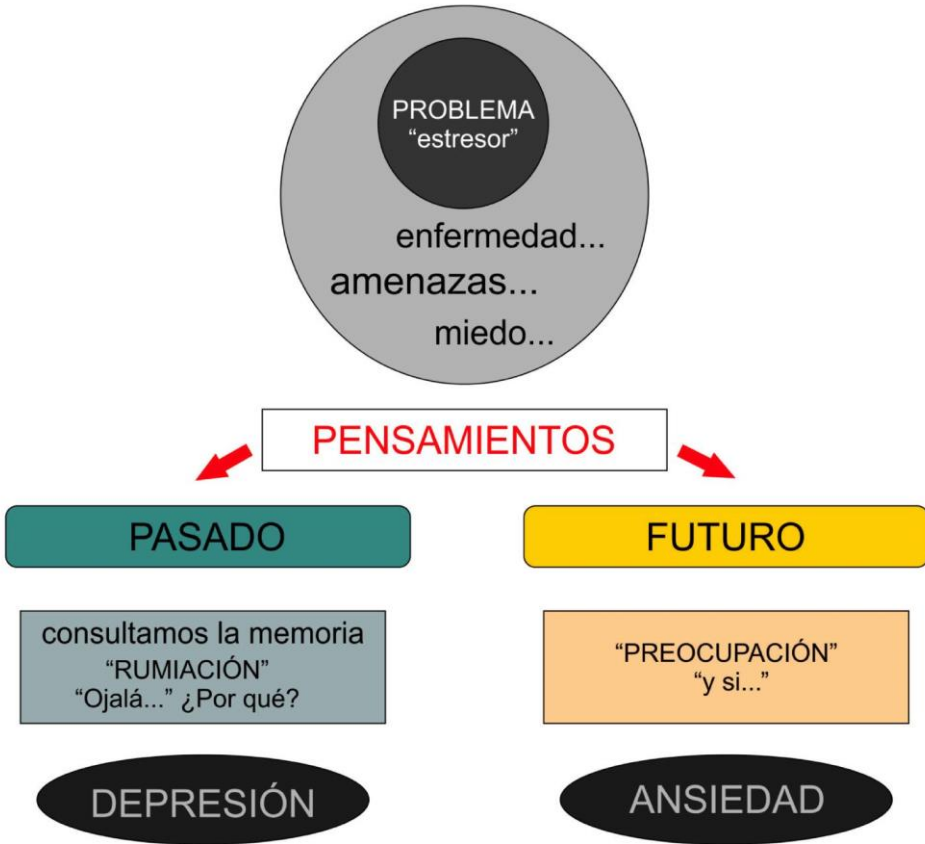 PROBLEMA
“estresor”
enfermedad...
amenazas...
miedo...
PENSAMIENTOS
PASADO
consultamos la memoria
“RUMIACIÓN”
“Ojalá...” ¿Por qué?
DEPRESIÓN
FUTURO
“PREOCUPACIÓN”
“y si...”
ANSIEDAD